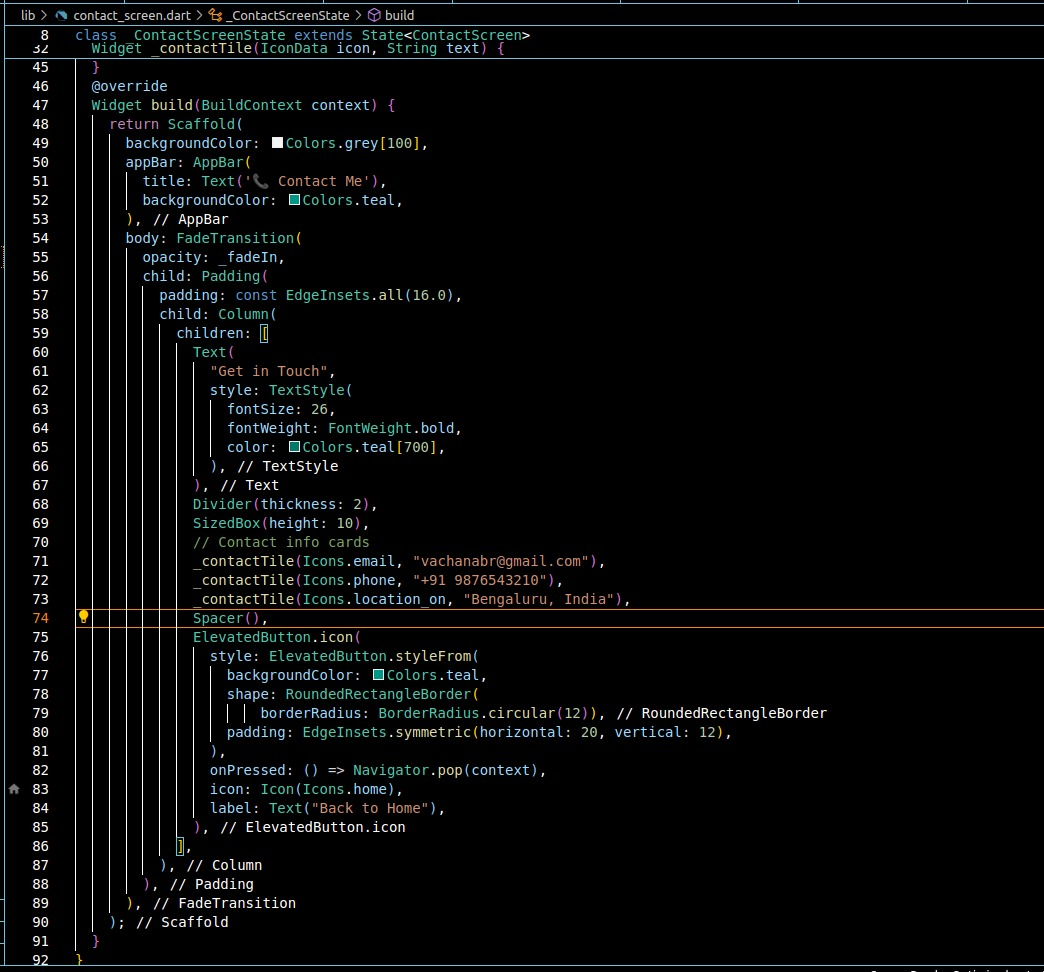 lib > contact_screen.dart > _ContactScreenState > build
8 class _ContactScreenState extends State<ContactScreen>
32 Widget _contactTile(IconData icon, String text) {
45 }
46 @override
47 Widget build(BuildContext context) {
48 return Scaffold(
49 backgroundColor: Colors.grey[100],
50 appBar: AppBar(
51 title: Text('📞 Contact Me'),
52 backgroundColor: Colors.teal,
53 ), // AppBar
54 body: FadeTransition(
55 opacity: _fadeIn,
56 child: Padding(
57 padding: const EdgeInsets.all(16.0),
58 child: Column(
59 children: [
60 Text(
61 "Get in Touch",
62 style: TextStyle(
63 fontSize: 26,
64 fontWeight: FontWeight.bold,
65 color: Colors.teal[700],
66 ), // TextStyle
67 ), // Text
68 Divider(thickness: 2),
69 SizedBox(height: 10),
70 // Contact info cards
71 _contactTile(Icons.email, "vachanabr@gmail.com"),
72 _contactTile(Icons.phone, "+91 9876543210"),
73 _contactTile(Icons.location_on, "Bengaluru, India"),
74 Spacer(),
75 ElevatedButton.icon(
76 style: ElevatedButton.styleFrom(
77 backgroundColor: Colors.teal,
78 shape: RoundedRectangleBorder(
79 borderRadius: BorderRadius.circular(12)), // RoundedRectangleBorder
80 padding: EdgeInsets.symmetric(horizontal: 20, vertical: 12),
81 ),
82 onPressed: () => Navigator.pop(context),
83 icon: Icon(Icons.home),
84 label: Text("Back to Home"),
85 ), // ElevatedButton.icon
86 ],
87 ), // Column
88 ), // Padding
89 ), // FadeTransition
90 ); // Scaffold
91 }
92 }